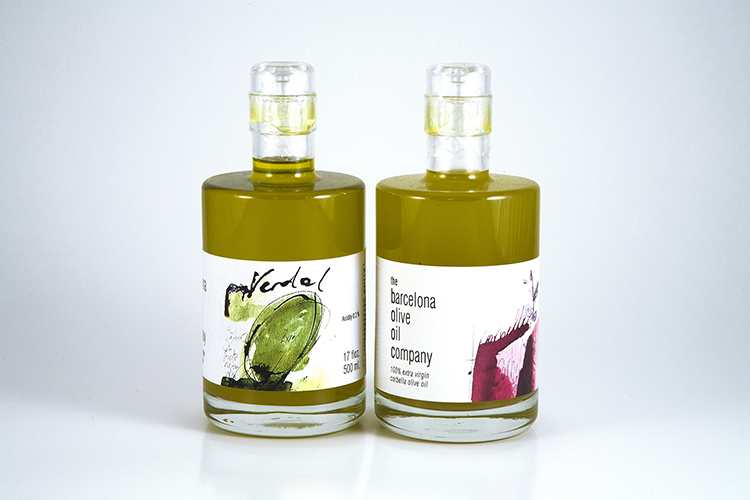 Verdal
Acidity 0.2%
17 fl oz.
500 ml.
the
barcelona
olive
oil
company
100% extra virgin
corbella olive oil